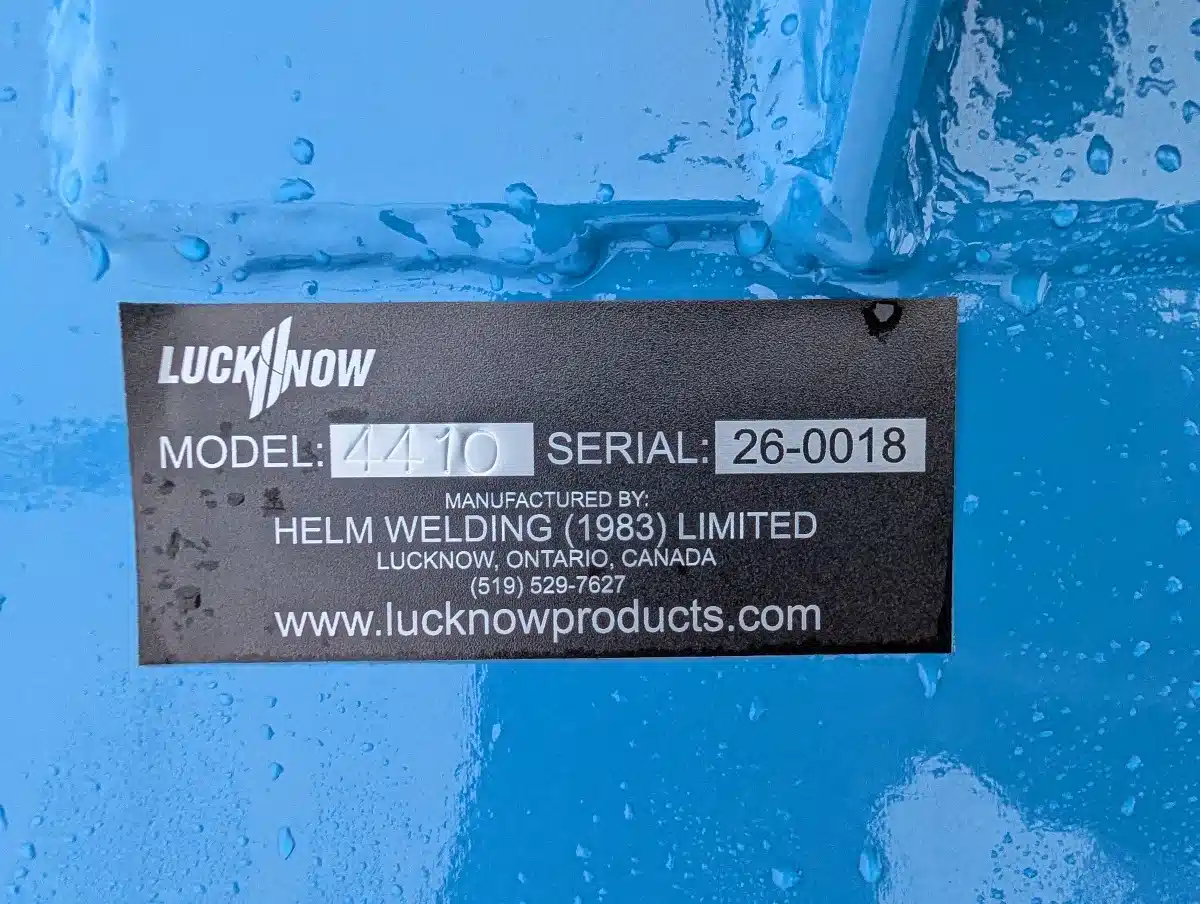 LUCKNOW
MODEL: 4410 SERIAL: 26-0018
MANUFACTURED BY:
HELM WELDING (1983) LIMITED
LUCKNOW, ONTARIO, CANADA
(519) 529-7627
www.lucknowproducts.com